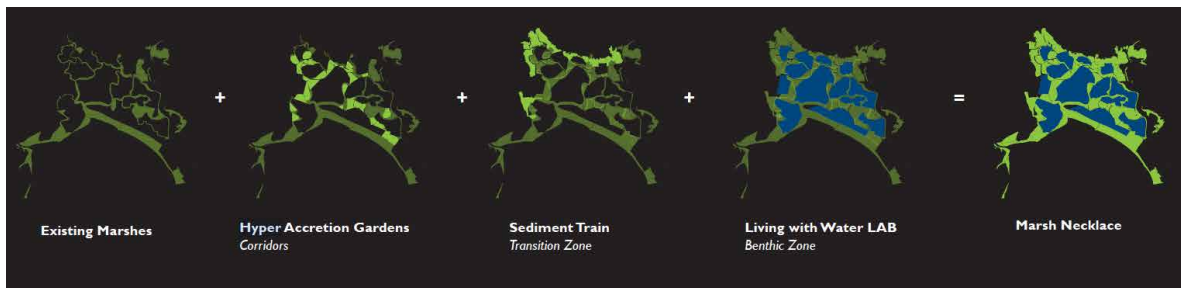 +
+
+
=
Existing Marshes
Hyper Accretion Gardens
Corridors
Sediment Train
Transition Zone
Living with Water LAB
Benthic Zone
Marsh Necklace